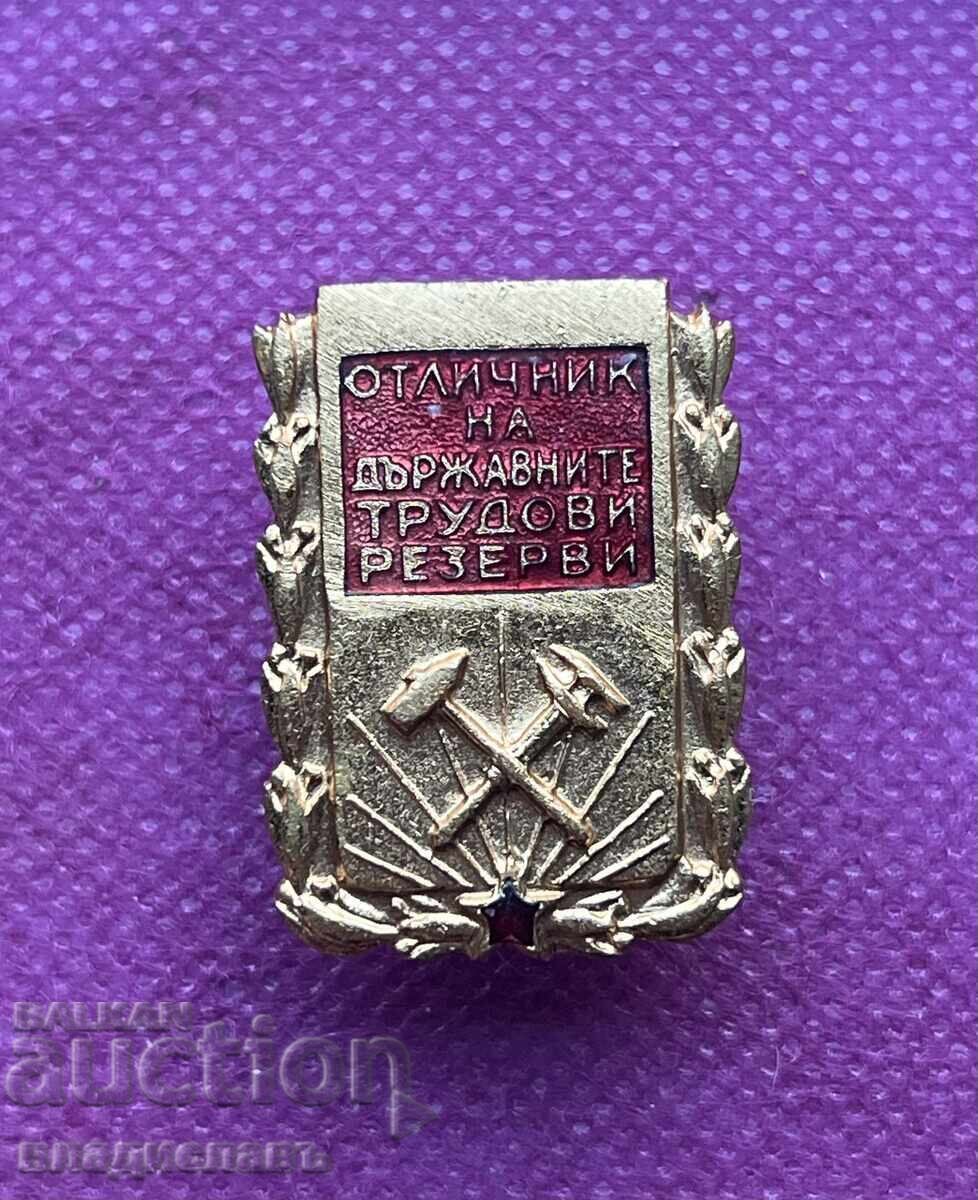 ОТЛИЧНИК
НА
ДЪРЖАВНИТЕ
ТРУДОВИ
РЕЗЕРВИ
BALKAN
auction
ВЛАДИСЛАВЪ